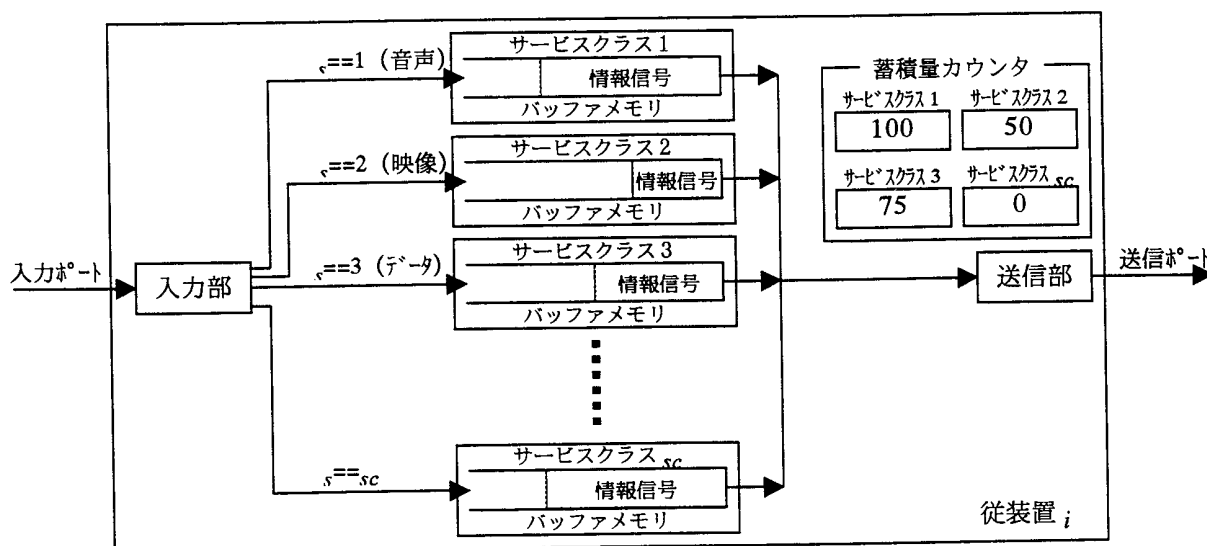 サービスクラス1
s==1 (音声)
情報信号
バッファメモリ
サービスクラス2
s==2 (映像)
情報信号
バッファメモリ
サービスクラス3
s==3 (データ)
情報信号
バッファメモリ
サービスクラスsc
s==sc
情報信号
バッファメモリ
入力ポート
入力部
蓄積量カウンタ
サービスクラス1
サービスクラス2
100
50
サービスクラス3
サービスクラスsc
75
0
送信部
送信ポート
従装置i